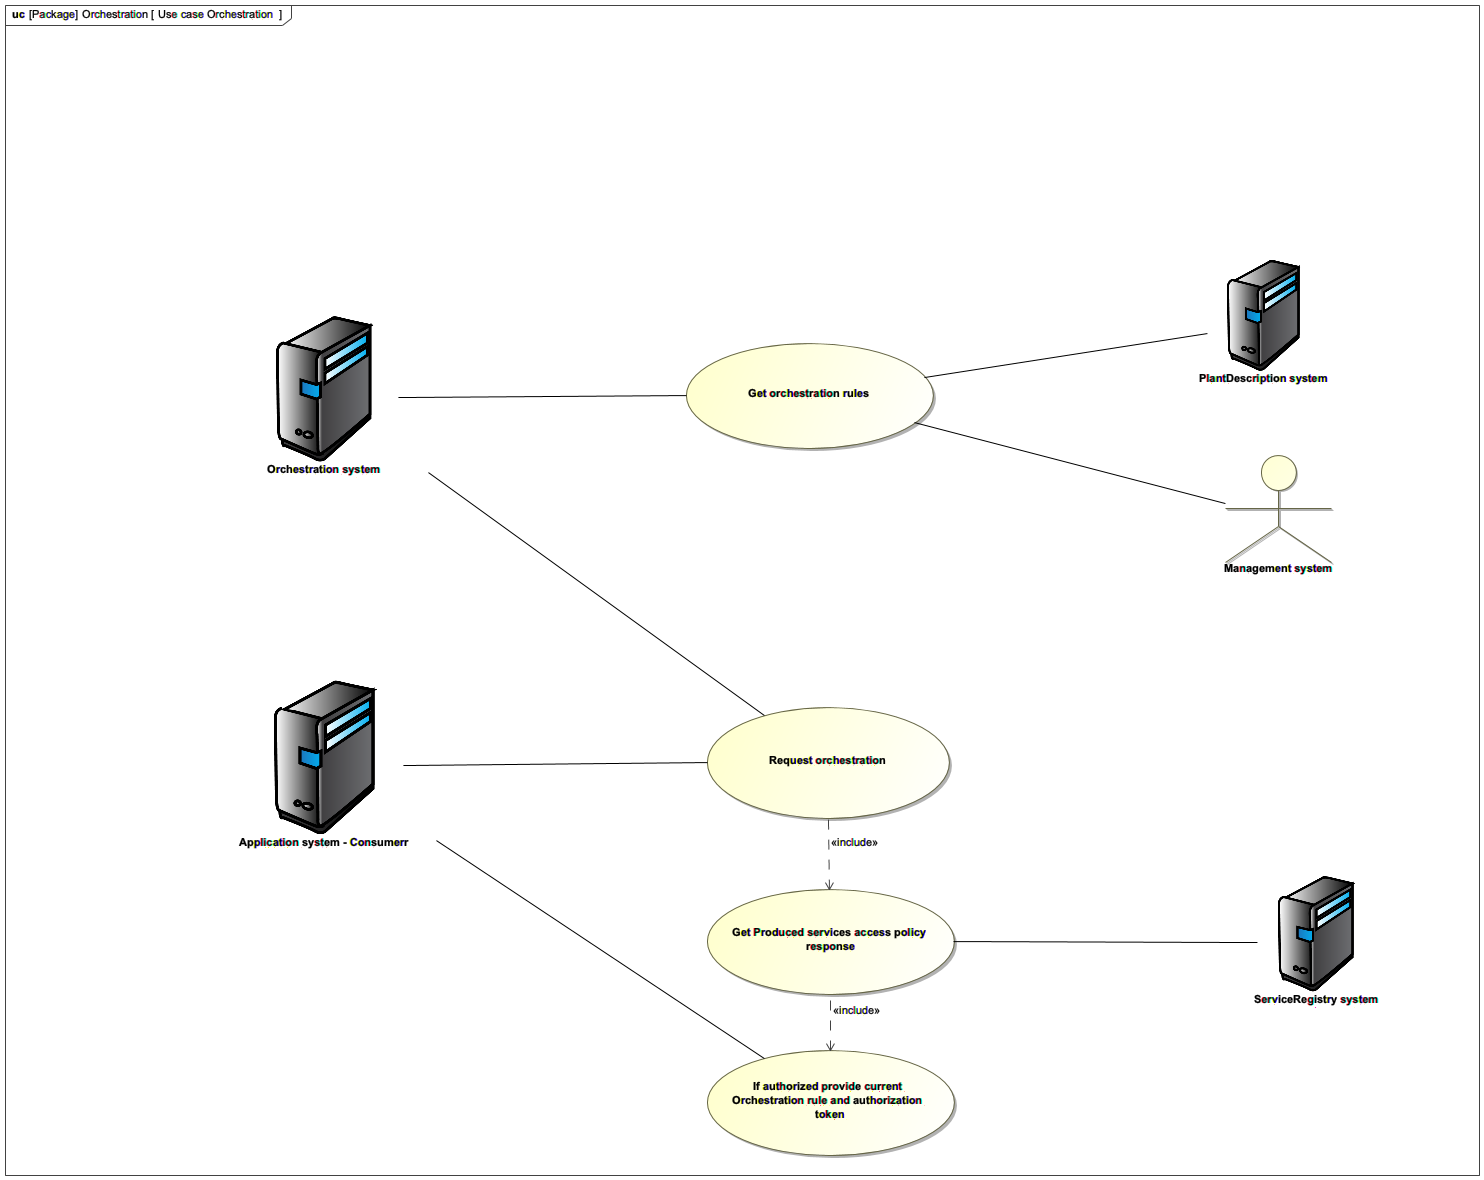 uc [Package] Orchestration [ Use case Orchestration ]
Get orchestration rules
PlantDescription system
Orchestration system
Management system
Request orchestration
Application system - Consumerr
«include»
Get Produced services access policy
response
ServiceRegistry system
«include»
If authorized provide current
Orchestration rule and authorization
token